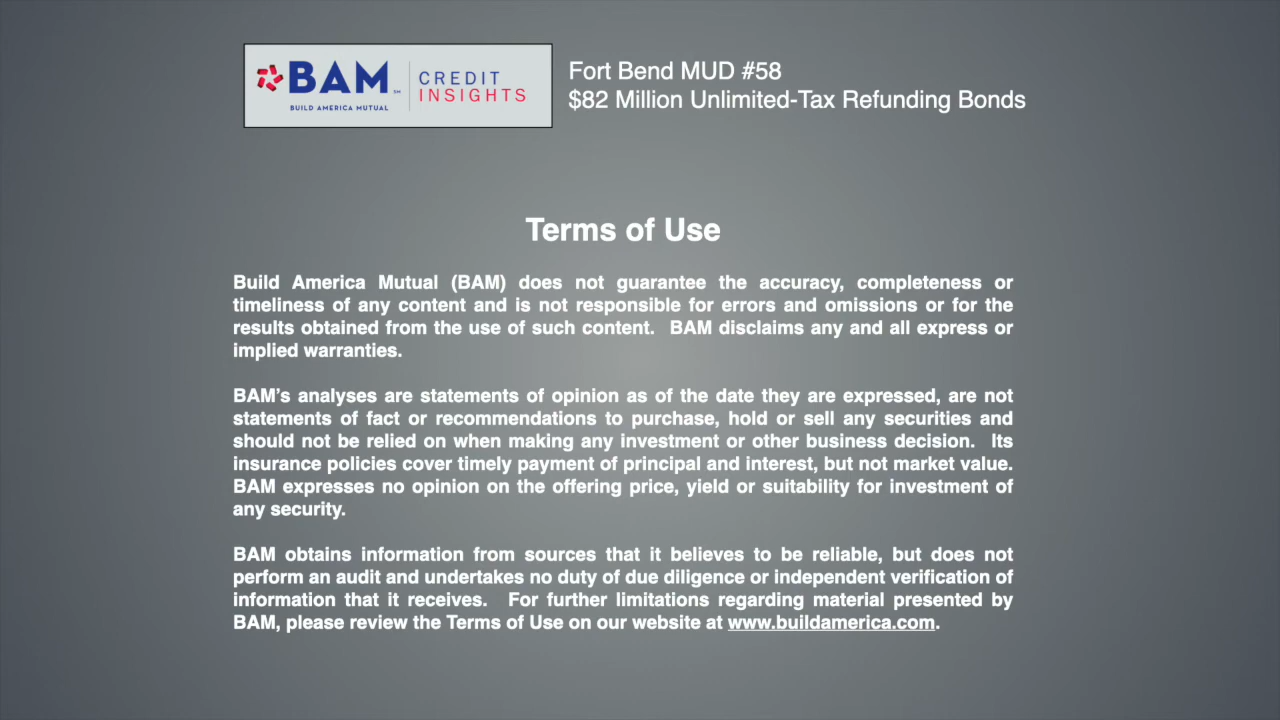 BAM SM
BUILD AMERICA MUTUAL
CREDIT
INSIGHTS
Fort Bend MUD #58
$82 Million Unlimited-Tax Refunding Bonds
Terms of Use
Build America Mutual (BAM) does not guarantee the accuracy, completeness or
timeliness of any content and is not responsible for errors and omissions or for the
results obtained from the use of such content.  BAM disclaims any and all express or
implied warranties.
BAM’s analyses are statements of opinion as of the date they are expressed, are not
statements of fact or recommendations to purchase, hold or sell any securities and
should not be relied on when making any investment or other business decision.  Its
insurance policies cover timely payment of principal and interest, but not market value.
BAM expresses no opinion on the offering price, yield or suitability for investment of
any security.
BAM obtains information from sources that it believes to be reliable, but does not
perform an audit and undertakes no duty of due diligence or independent verification of
information that it receives.  For further limitations regarding material presented by
BAM, please review the Terms of Use on our website at www.buildamerica.com.